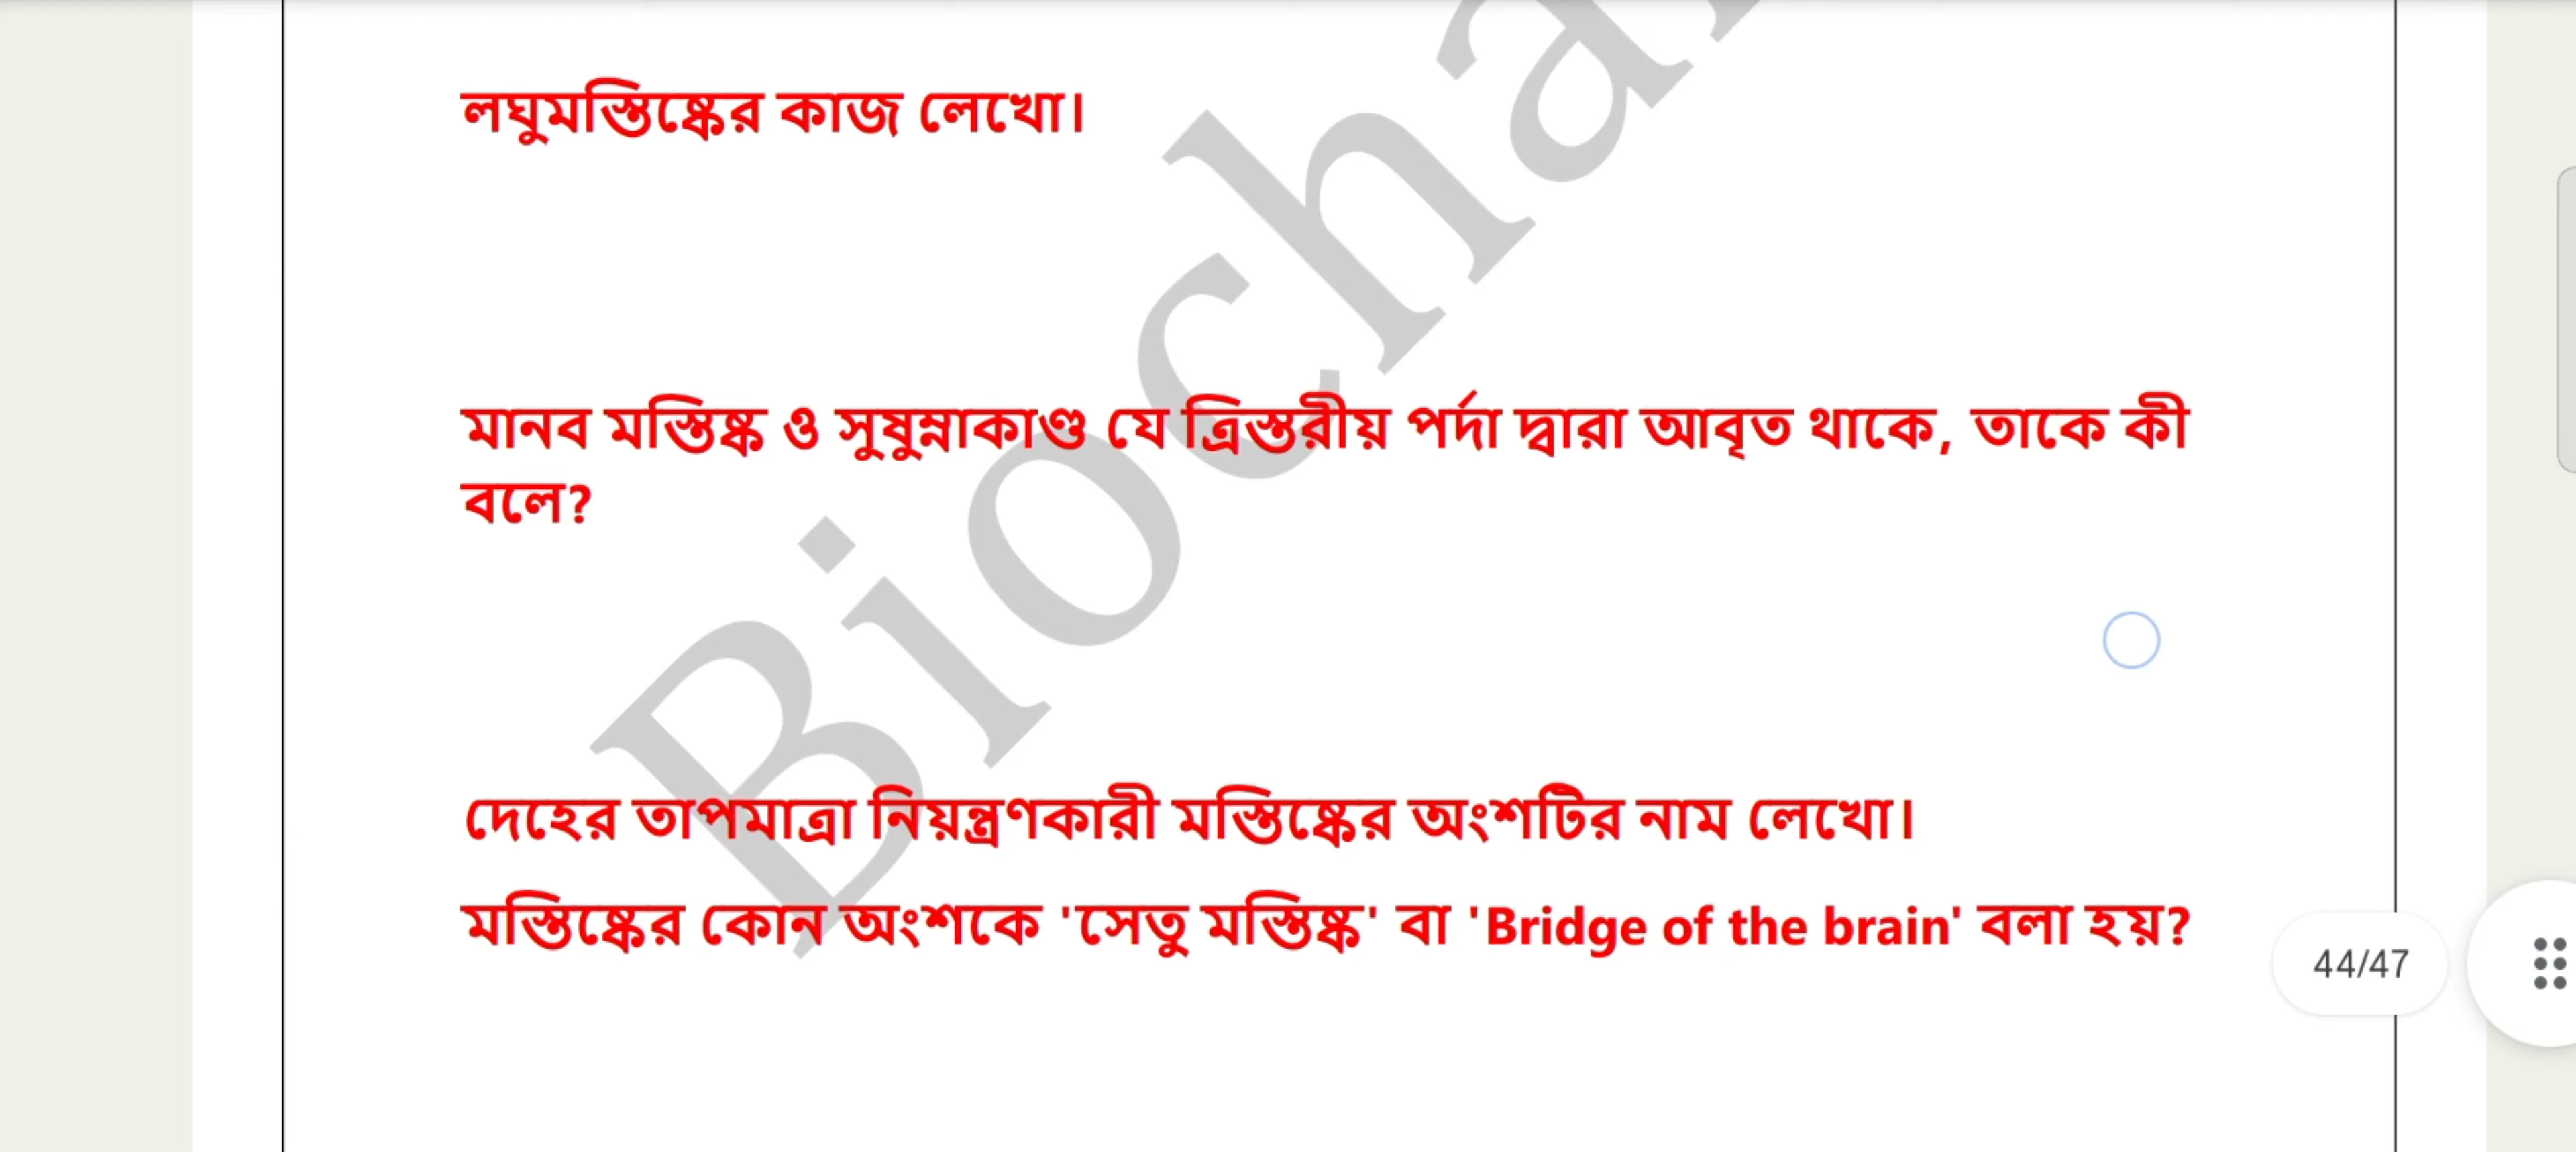 লঘুমস্তিষ্কের কাজ লেখো।
মানব মস্তিষ্ক ও সুষুম্নাকাণ্ড যে ত্রিস্তরীয় পর্দা দ্বারা আবৃত থাকে, তাকে কী
বলে?
দেহের তাপমাত্রা নিয়ন্ত্রণকারী মস্তিষ্কের অংশটির নাম লেখো।
মস্তিষ্কের কোন অংশকে 'সেতু মস্তিষ্ক' বা 'Bridge of the brain' বলা হয়?
44/47